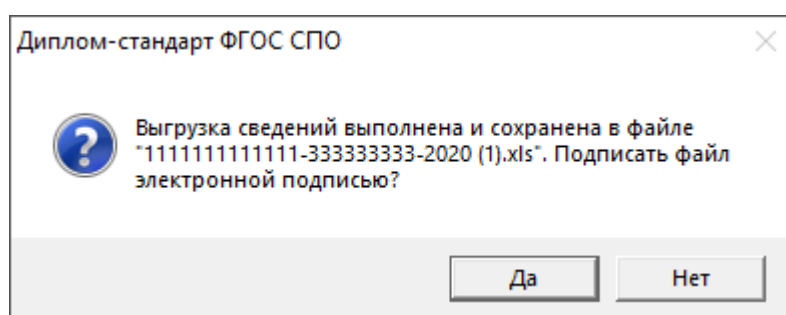 Диплом-стандарт ФГОС СПО
Выгрузка сведений выполнена и сохранена в файле
"1111111111111-333333333-2020 (1).xls". Подписать файл
электронной подписью?
Да Нет